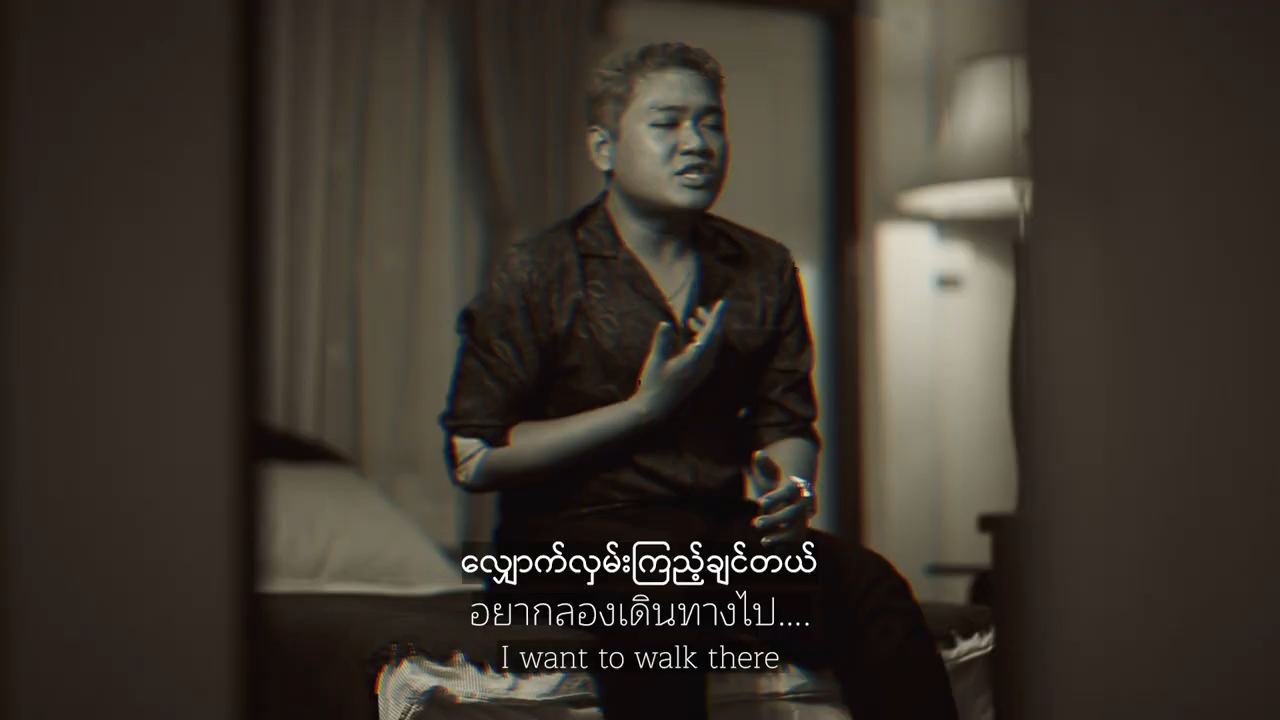 လျှောက်လှမ်းကြည့်ချင်တယ်
อยากลองเดินทางไป....
I want to walk there